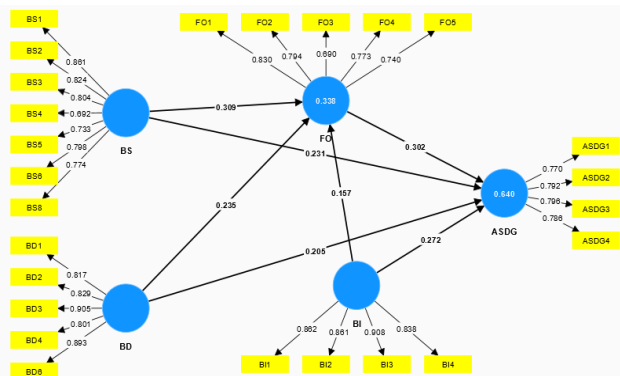 BS1
BS2
BS3
BS4
BS5
BS6
BS8
0.861
0.824
0.804
0.692
0.733
0.798
0.774
BS
FO1
FO2
FO3
FO4
FO5
0.830
0.794
0.690
0.773
0.740
0.338
FO
0.309
0.231
0.302
0.235
0.157
0.205
0.272
0.640
ASDG
0.770
0.792
0.796
0.786
ASDG1
ASDG2
ASDG3
ASDG4
BD1
BD2
BD3
BD4
BD6
0.817
0.829
0.905
0.801
0.893
BD
BI
0.862
0.861
0.908
0.838
BI1
BI2
BI3
BI4